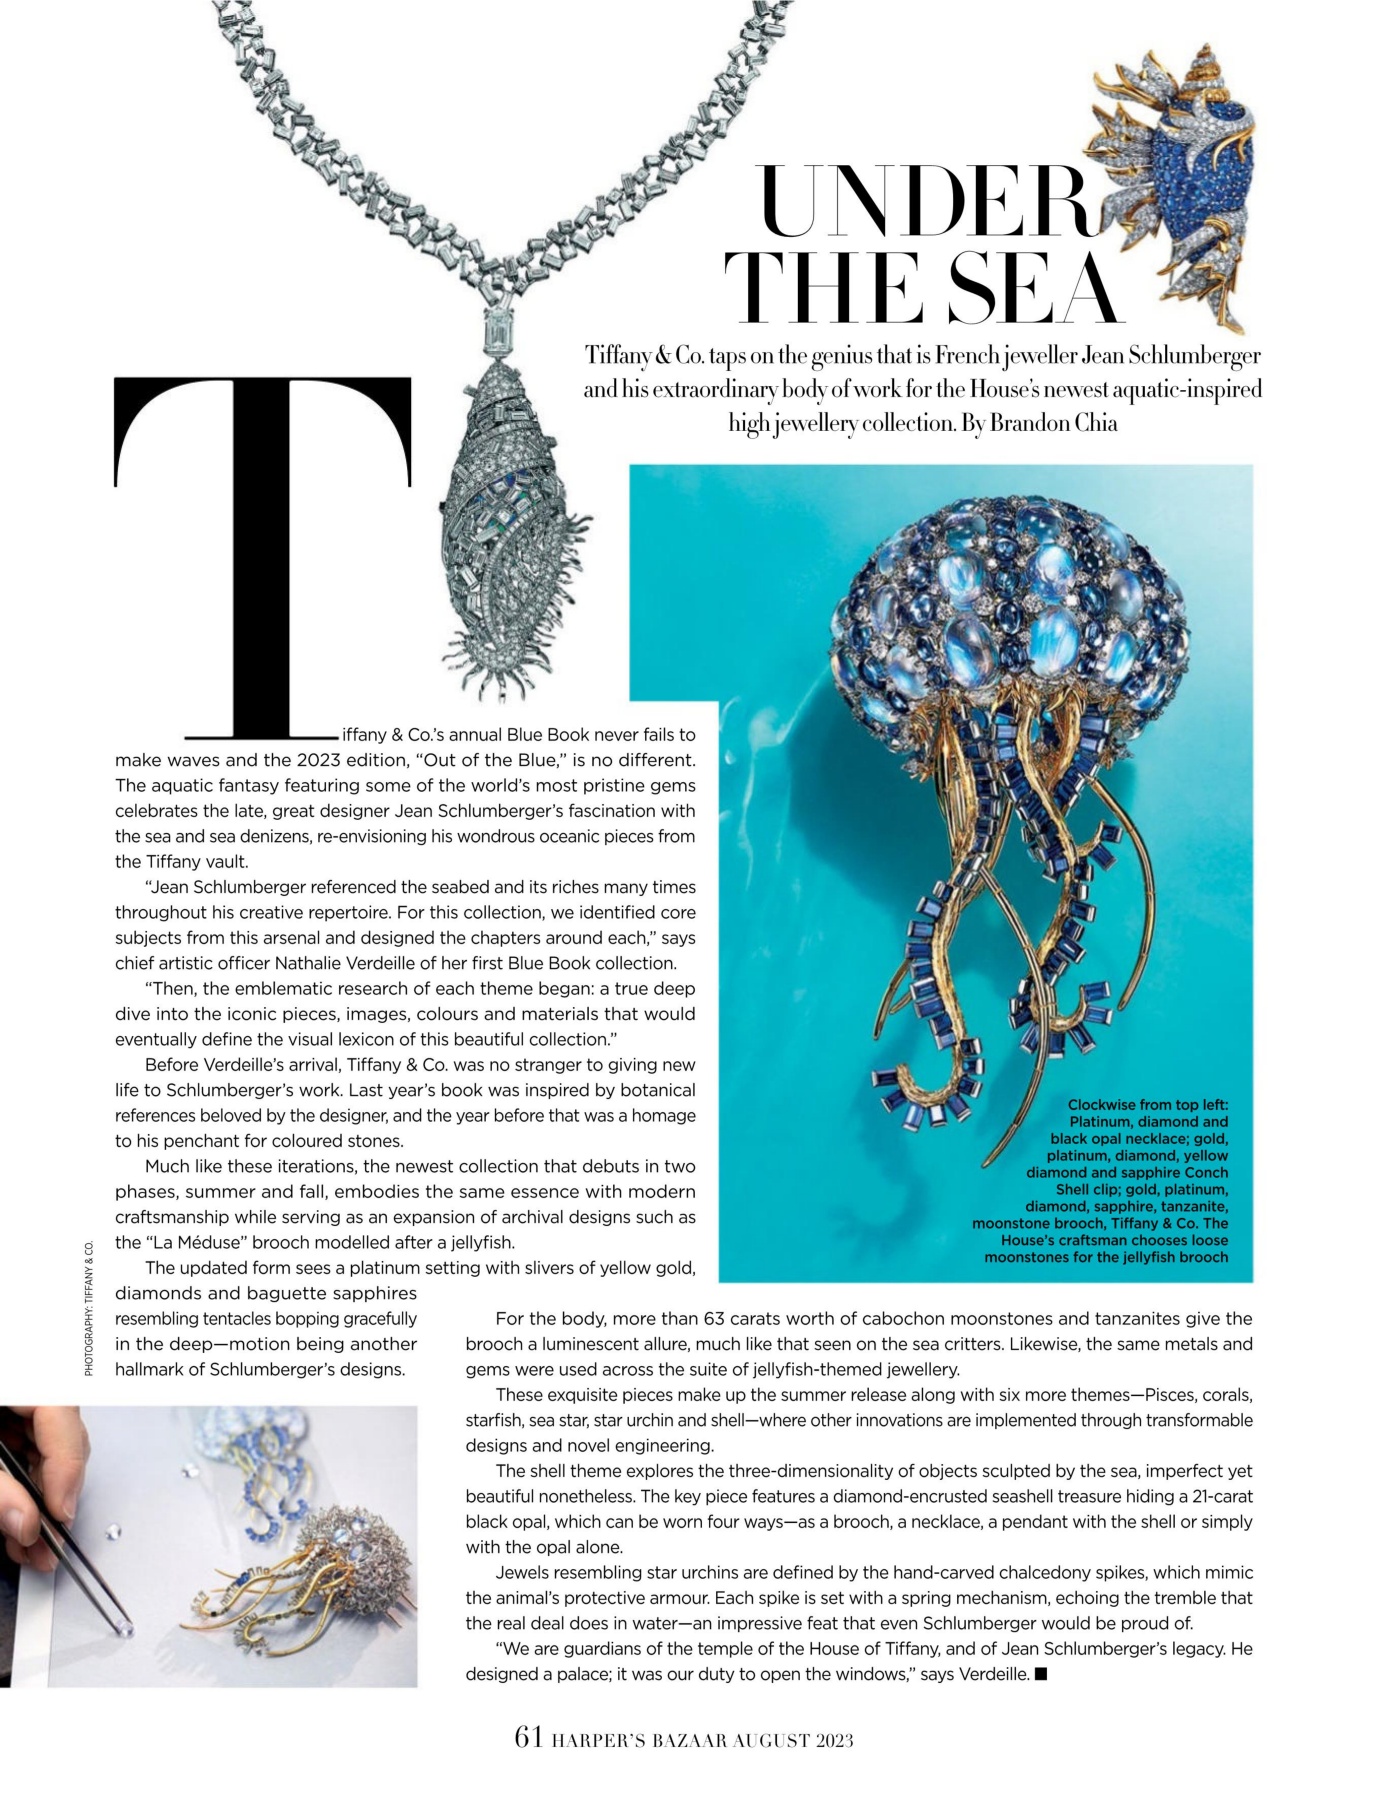 UNDER
THE SEA
Tiffany & Co. taps on the genius that is French jeweller Jean Schlumberger
and his extraordinary body of work for the House's newest aquatic-inspired
high jewellery collection. By Brandon Chia
Tiffany & Co.'s annual Blue Book never fails to
make waves and the 2023 edition, “Out of the Blue,” is no different.
The aquatic fantasy featuring some of the world's most pristine gems
celebrates the late, great designer Jean Schlumberger's fascination with
the sea and sea denizens, re-envisioning his wondrous oceanic pieces from
the Tiffany vault.
“Jean Schlumberger referenced the seabed and its riches many times
throughout his creative repertoire. For this collection, we identified core
subjects from this arsenal and designed the chapters around each,” says
chief artistic officer Nathalie Verdeille of her first Blue Book collection.
“Then, the emblematic research of each theme began: a true deep
dive into the iconic pieces, images, colours and materials that would
eventually define the visual lexicon of this beautiful collection.”
Before Verdeille's arrival, Tiffany & Co. was no stranger to giving new
life to Schlumberger's work. Last year's book was inspired by botanical
references beloved by the designer, and the year before that was a homage
to his penchant for coloured stones.
Much like these iterations, the newest collection that debuts in two
phases, summer and fall, embodies the same essence with modern
craftsmanship while serving as an expansion of archival designs such as
the “La Méduse” brooch modelled after a jellyfish.
The updated form sees a platinum setting with slivers of yellow gold,
diamonds and baguette sapphires
resembling tentacles bopping gracefully
in the deep—motion being another
hallmark of Schlumberger's designs.
For the body, more than 63 carats worth of cabochon moonstones and tanzanites give the
brooch a luminescent allure, much like that seen on the sea critters. Likewise, the same metals and
gems were used across the suite of jellyfish-themed jewellery.
These exquisite pieces make up the summer release along with six more themes—Pisces, corals,
starfish, sea star, star urchin and shell—where other innovations are implemented through transformable
designs and novel engineering.
The shell theme explores the three-dimensionality of objects sculpted by the sea, imperfect yet
beautiful nonetheless. The key piece features a diamond-encrusted seashell treasure hiding a 21-carat
black opal, which can be worn four ways—as a brooch, a necklace, a pendant with the shell or simply
with the opal alone.
Jewels resembling star urchins are defined by the hand-carved chalcedony spikes, which mimic
the animal's protective armour. Each spike is set with a spring mechanism, echoing the tremble that
the real deal does in water—an impressive feat that even Schlumberger would be proud of.
“We are guardians of the temple of the House of Tiffany, and of Jean Schlumberger's legacy. He
designed a palace; it was our duty to open the windows,” says Verdeille. ■
Clockwise from top left:
Platinum, diamond and
black opal necklace; gold,
platinum, diamond, yellow
diamond and sapphire Conch
Shell clip; gold, platinum,
diamond, sapphire, tanzanite,
moonstone brooch, Tiffany & Co. The
House's craftsman chooses loose
moonstones for the jellyfish brooch
PHOTOGRAPHY: TIFFANY & CO.
61 HARPER'S BAZAAR AUGUST 2023